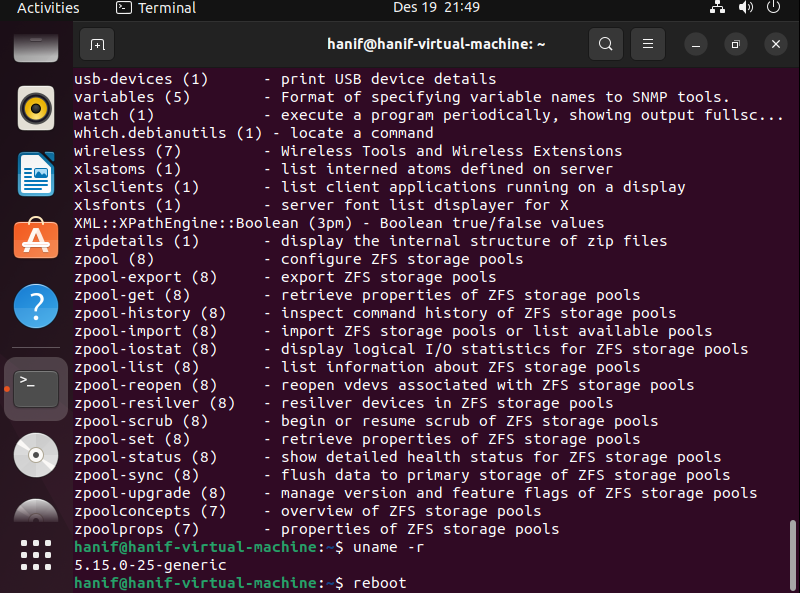 Activities Terminal Des 19 21:49
hanif@hanif-virtual-machine: ~
usb-devices (1) - print USB device details
variables (5) - Format of specifying variable names to SNMP tools.
watch (1) - execute a program periodically, showing output fullsc...
which.debianutils (1) - locate a command
wireless (7) - Wireless Tools and Wireless Extensions
xlsatoms (1) - list interned atoms defined on server
xlsclients (1) - list client applications running on a display
xlsfonts (1) - server font list displayer for X
XML::XPathEngine::Boolean (3pm) - Boolean true/false values
zipdetails (1) - display the internal structure of zip files
zpool (8) - configure ZFS storage pools
zpool-export (8) - export ZFS storage pools
zpool-get (8) - retrieve properties of ZFS storage pools
zpool-history (8) - inspect command history of ZFS storage pools
zpool-import (8) - import ZFS storage pools or list available pools
zpool-iostat (8) - display logical I/O statistics for ZFS storage pools
zpool-list (8) - list information about ZFS storage pools
zpool-reopen (8) - reopen vdevs associated with ZFS storage pools
zpool-resilver (8) - resilver devices in ZFS storage pools
zpool-scrub (8) - begin or resume scrub of ZFS storage pools
zpool-set (8) - retrieve properties of ZFS storage pools
zpool-status (8) - show detailed health status for ZFS storage pools
zpool-sync (8) - flush data to primary storage of ZFS storage pools
zpool-upgrade (8) - manage version and feature flags of ZFS storage pools
zpoolconcepts (7) - overview of ZFS storage pools
zpoolprops (7) - properties of ZFS storage pools
hanif@hanif-virtual-machine:~$ uname -r
5.15.0-25-generic
hanif@hanif-virtual-machine:~$ reboot